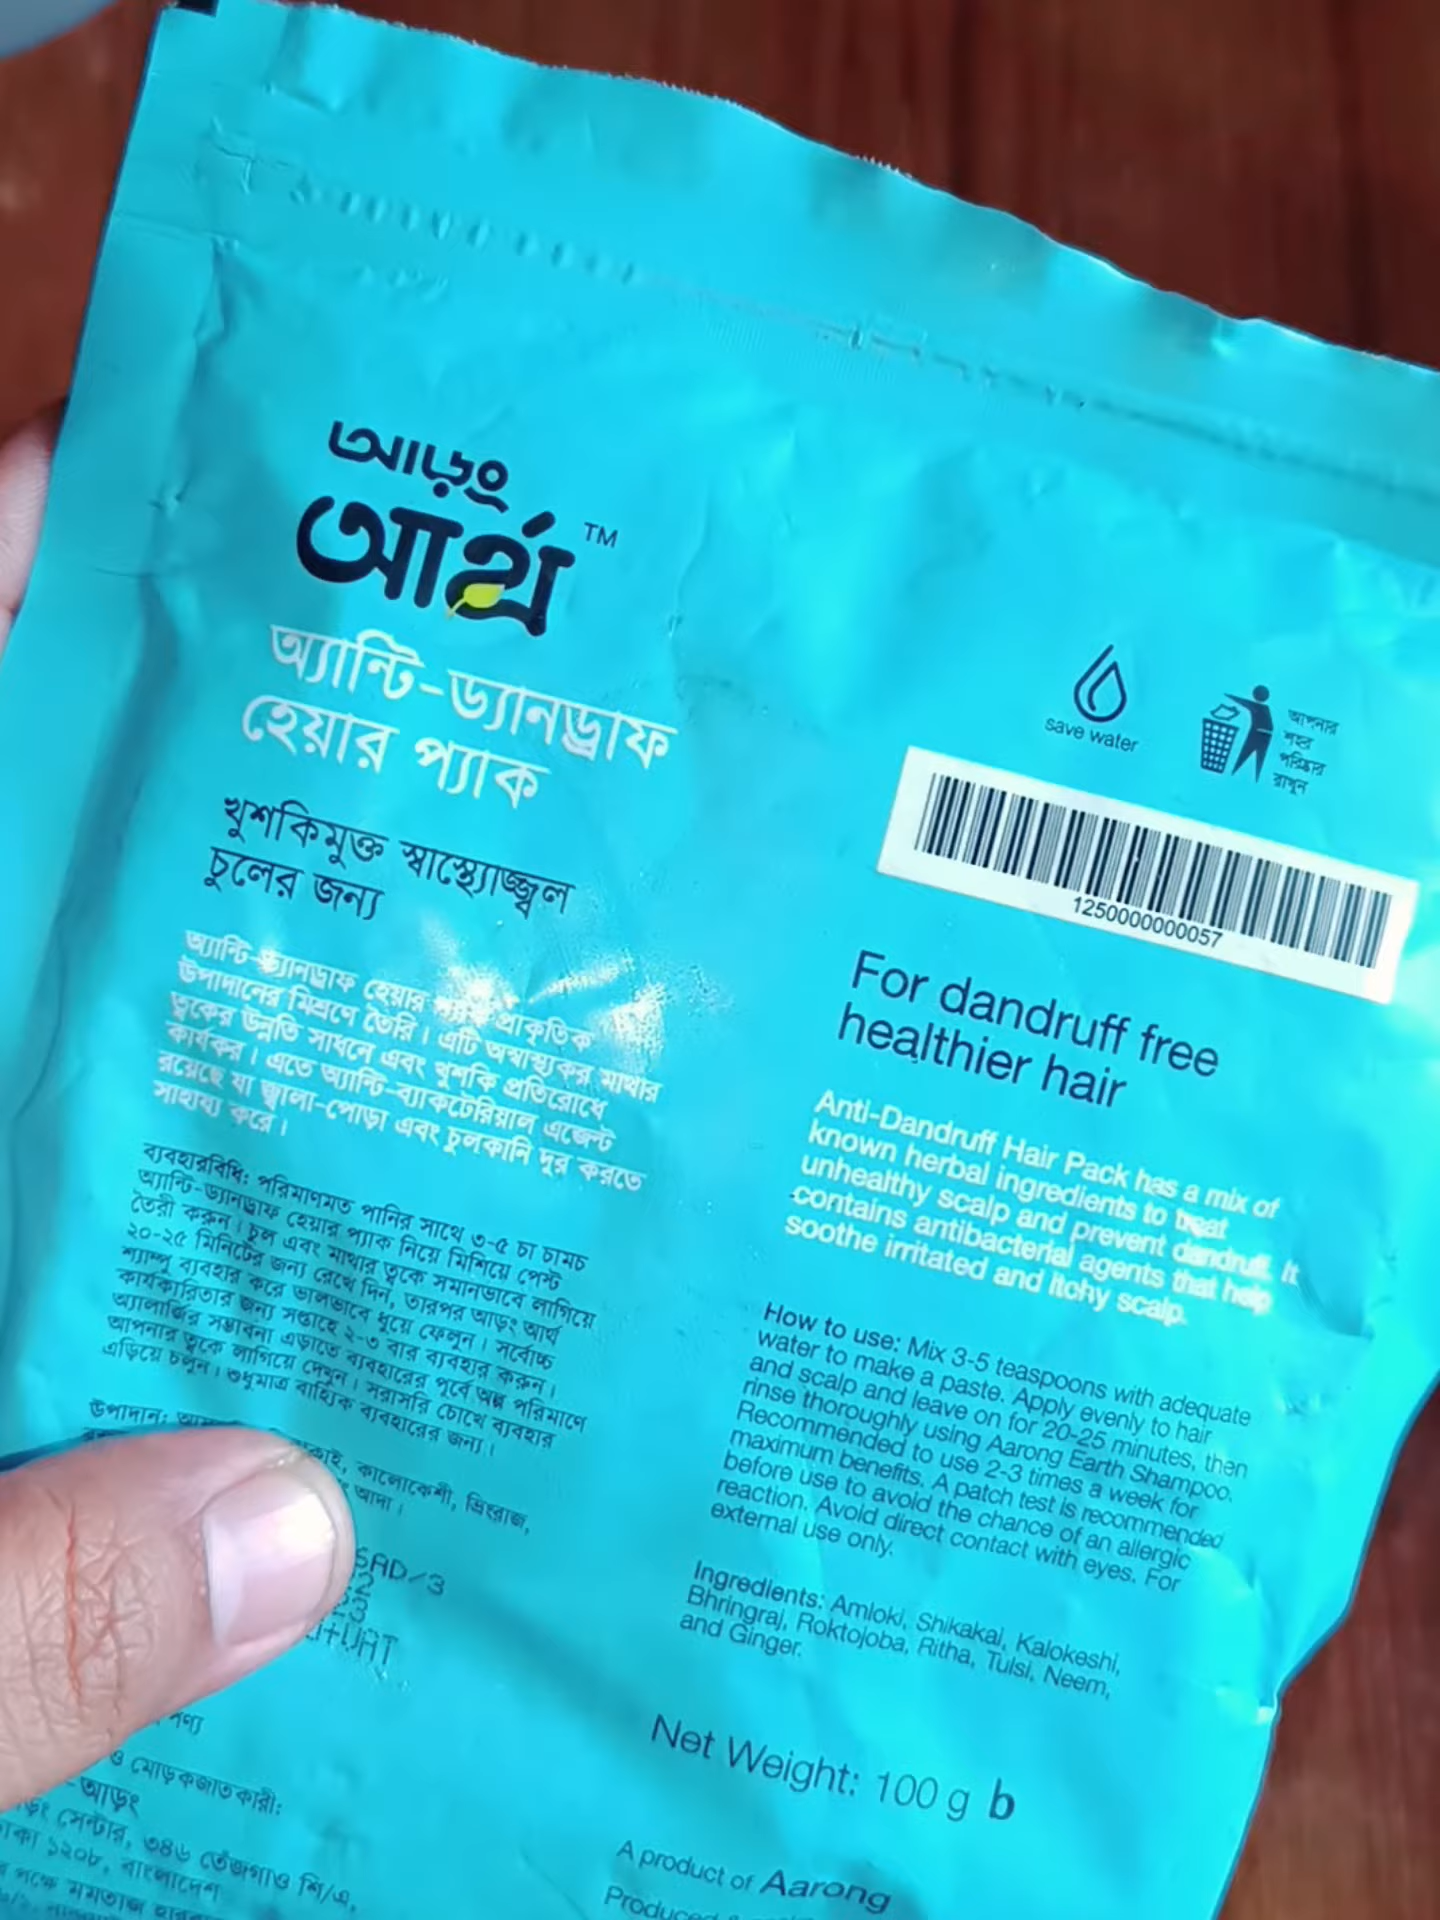 আড়ং
আর্থ™
অ্যান্টি-ড্যানড্রাফ
হেয়ার প্যাক
খুশকিমুক্ত স্বাস্থ্যোজ্জ্বল
চুলের জন্য
অ্যান্টি-ড্যানড্রাফ হেয়ার প্রাকৃতিক
উপাদানের মিশ্রণে তৈরি। এটি অস্বাস্থ্যকর মাথার
ত্বকের উন্নতি সাধনে এবং খুশকি প্রতিরোধে
কার্যকর। এতে অ্যান্টি-ব্যাকটেরিয়াল এজেন্ট
রয়েছে যা জ্বালা-পোড়া এবং চুলকানি দূর করতে
সাহায্য করে।
ব্যবহারবিধি: পরিমাণমত পানির সাথে ৩-৫ চা চামচ
অ্যান্টি-ড্যানড্রাফ হেয়ার প্যাক নিয়ে মিশিয়ে পেস্ট
তৈরী করুন। চুল এবং মাথার ত্বকে সমানভাবে লাগিয়ে
২০-২৫ মিনিটের জন্য রেখে দিন, তারপর আড়ং আর্থ
শ্যাম্পু ব্যবহার করে ভালভাবে ধুয়ে ফেলুন। সর্বোচ্চ
কার্যকারিতার জন্য সপ্তাহে ২-৩ বার ব্যবহার করুন।
অ্যালার্জির সম্ভাবনা এড়াতে ব্যবহারের পূর্বে অল্প পরিমাণে
আপনার ত্বকে লাগিয়ে দেখুন। সরাসরি চোখে ব্যবহার
এড়িয়ে চলুন। শুধুমাত্র বাহ্যিক ব্যবহারের জন্য।
উপাদান:
কালোকেশী, ভিংরাজ,
আদা।
SAD/3
+VAT
পণ্য
ও মোড়কজাতকারী:
-আড়ং
সেন্টার, ৩৪৬ তেঁজগাও শি/এ,
১২০৮, বাংলাদেশ
পক্ষে মমতাজ
save water
আপনার
শহর
পরিষ্কার
রাখুন
1250000000057
For dandruff free
healthier hair
Anti-Dandruff Hair Pack has a mix of
known herbal ingredients to treat
unhealthy scalp and prevent dandruff. It
contains antibacterial agents that help
soothe irritated and itchy scalp.
How to use: Mix 3-5 teaspoons with adequate
water to make a paste. Apply evenly to hair
and scalp and leave on for 20-25 minutes, then
rinse thoroughly using Aarong Earth Shampoo.
Recommended to use 2-3 times a week for
maximum benefits. A patch test is recommended
before use to avoid the chance of an allergic
reaction. Avoid direct contact with eyes. For
external use only.
Ingredients: Amloki, Shikakai, Kalokeshi,
Bhringraj, Roktojoba, Ritha, Tulsi, Neem,
and Ginger.
Net Weight: 100 g b
A product of Aarong
Produced